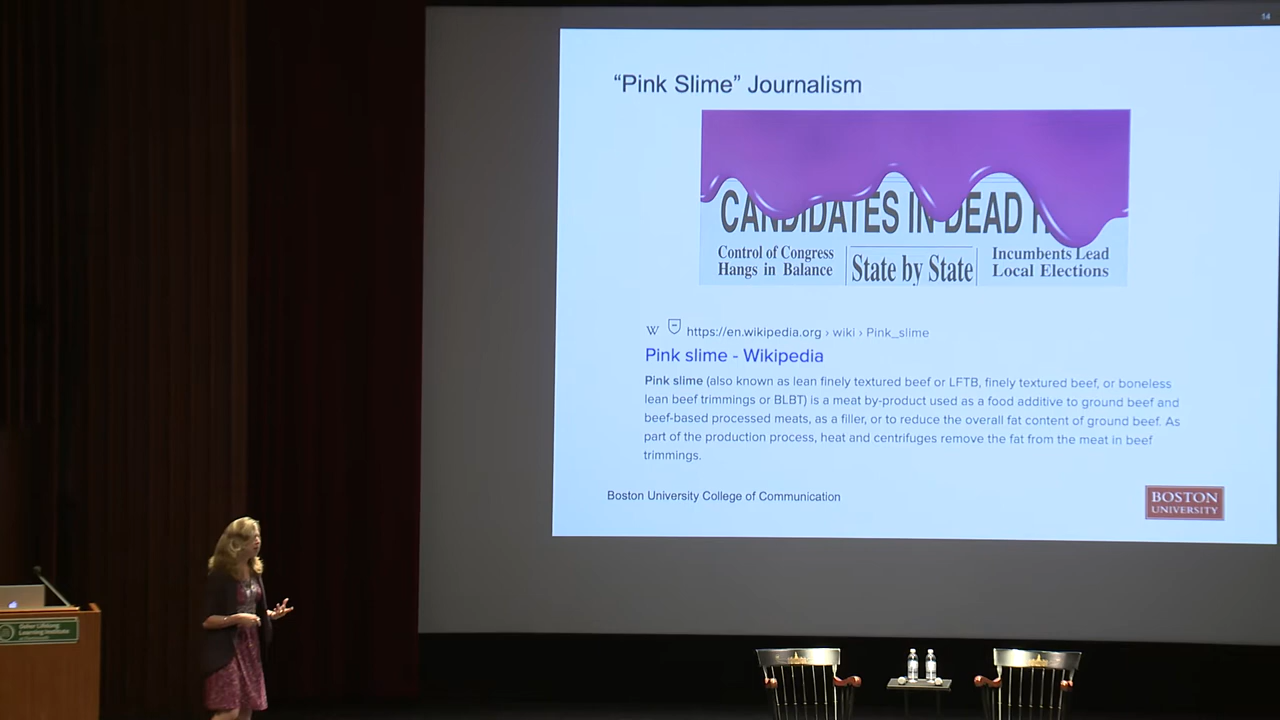 14
“Pink Slime” Journalism
CANDIDATES IN DEAD H
Control of Congress
Hangs in Balance
State by State
Incumbents Lead
Local Elections
W https://en.wikipedia.org › wiki › Pink_slime
Pink slime - Wikipedia
Pink slime (also known as lean finely textured beef or LFTB, finely textured beef, or boneless
lean beef trimmings or BLBT) is a meat by-product used as a food additive to ground beef and
beef-based processed meats, as a filler, or to reduce the overall fat content of ground beef. As
part of the production process, heat and centrifuges remove the fat from the meat in beef
trimmings.
Boston University College of Communication
BOSTON
UNIVERSITY
Osher Lifelong
Learning Institute